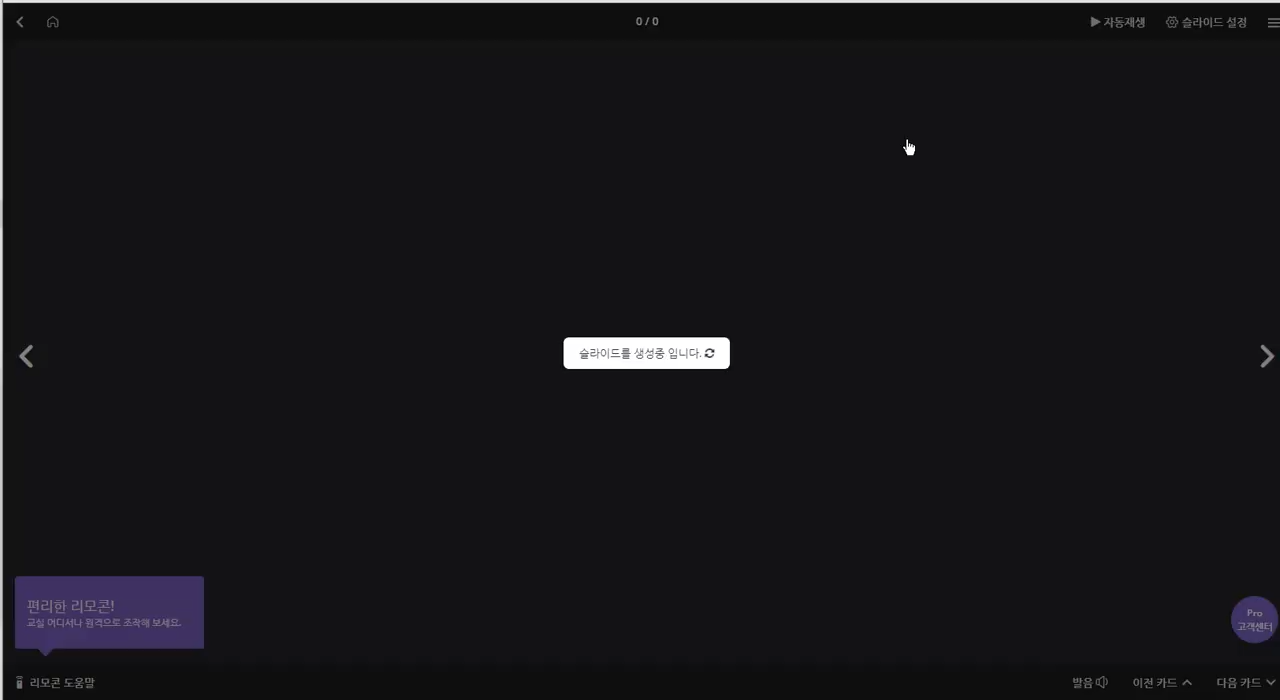 0 / 0
자동재생
슬라이드 설정
슬라이드를 생성중 입니다.
편리한 리모콘!
교실 어디서나 원격으로 조작해 보세요.
Pro
고객센터
리모콘 도움말
발음
이전 카드
다음 카드